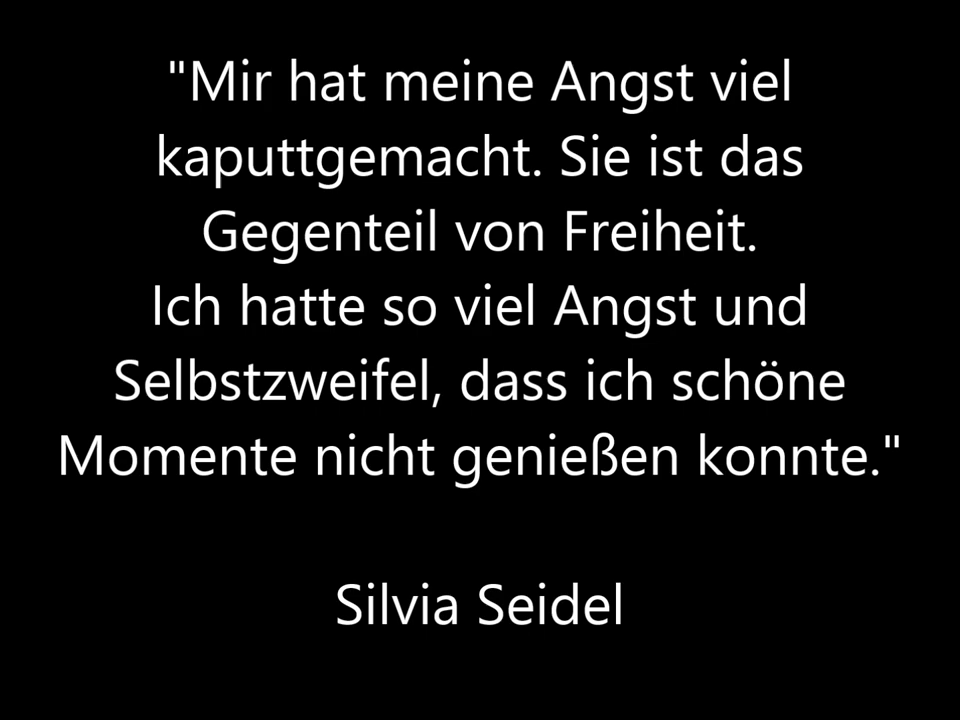 "Mir hat meine Angst viel
kaputtgemacht. Sie ist das
Gegenteil von Freiheit.
Ich hatte so viel Angst und
Selbstzweifel, dass ich schöne
Momente nicht genießen konnte."
Silvia Seidel